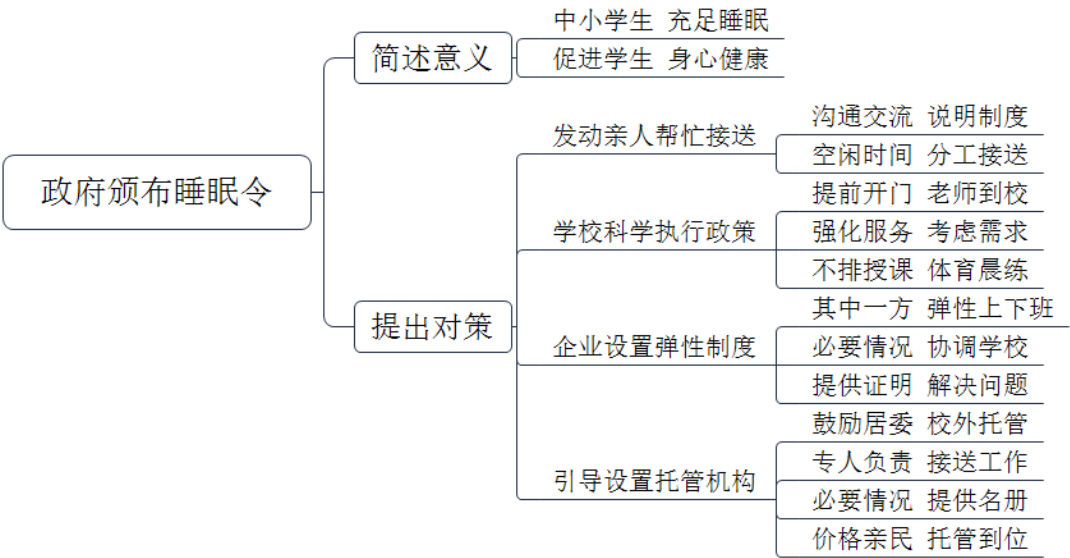 政府颁布睡眠令
简述意义
中小学生 充足睡眠
促进学生 身心健康
提出对策
发动亲人帮忙接送
沟通交流 说明制度
空闲时间 分工接送
学校科学执行政策
提前开门 老师到校
强化服务 考虑需求
不排授课 体育晨练
企业设置弹性制度
其中一方 弹性上下班
必要情况 协调学校
提供证明 解决问题
引导设置托管机构
鼓励居委 校外托管
专人负责 接送工作
必要情况 提供名册
价格亲民 托管到位